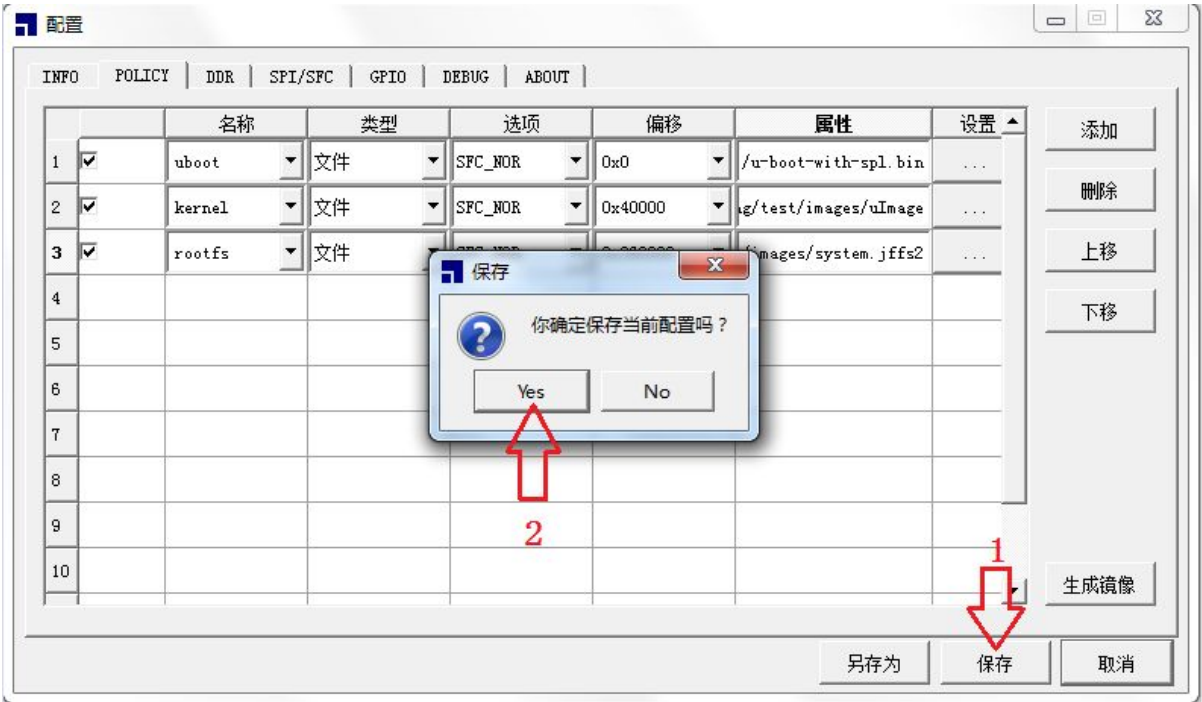 配置
INFO POLICY DDR SPI/SFC GPIO DEBUG ABOUT
名称 类型 选项 偏移 属性 设置
添加
1 uboot 文件 SFC_NOR 0x0 /u-boot-with-spl.bin ...
删除
2 kernel 文件 SFC_NOR 0x40000 g/test/images/uImage ...
3 rootfs 文件 images/system.jffs2 ...
上移
保存
4
下移
你确定保存当前配置吗？
5
6
Yes No
7
8
9
2
1
10
生成镜像
另存为 保存 取消